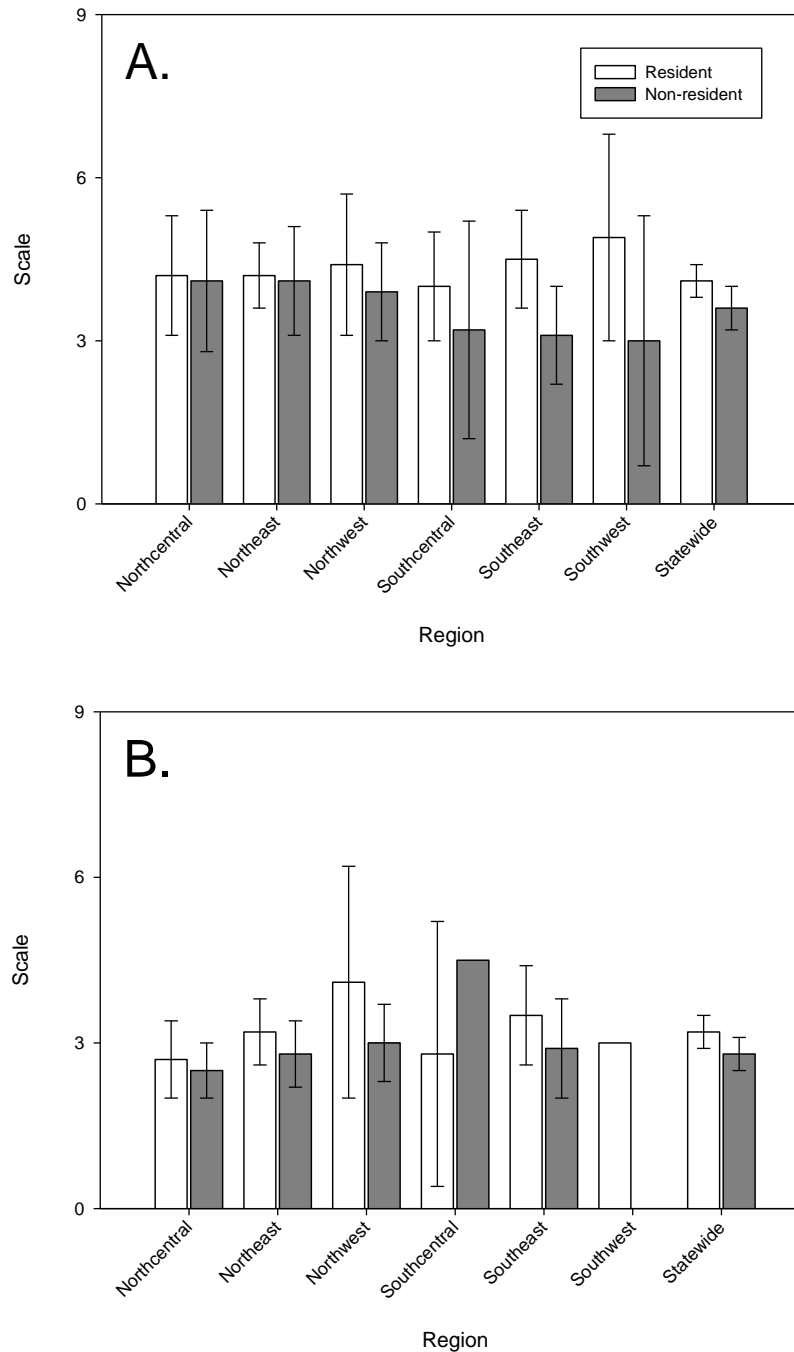 A.
Resident
Non-resident
9
6
3
0
Scale
Northcentral
Northeast
Northwest
Southcentral
Southeast
Southwest
Statewide
Region
B.
9
6
3
0
Scale
Northcentral
Northeast
Northwest
Southcentral
Southeast
Southwest
Statewide
Region